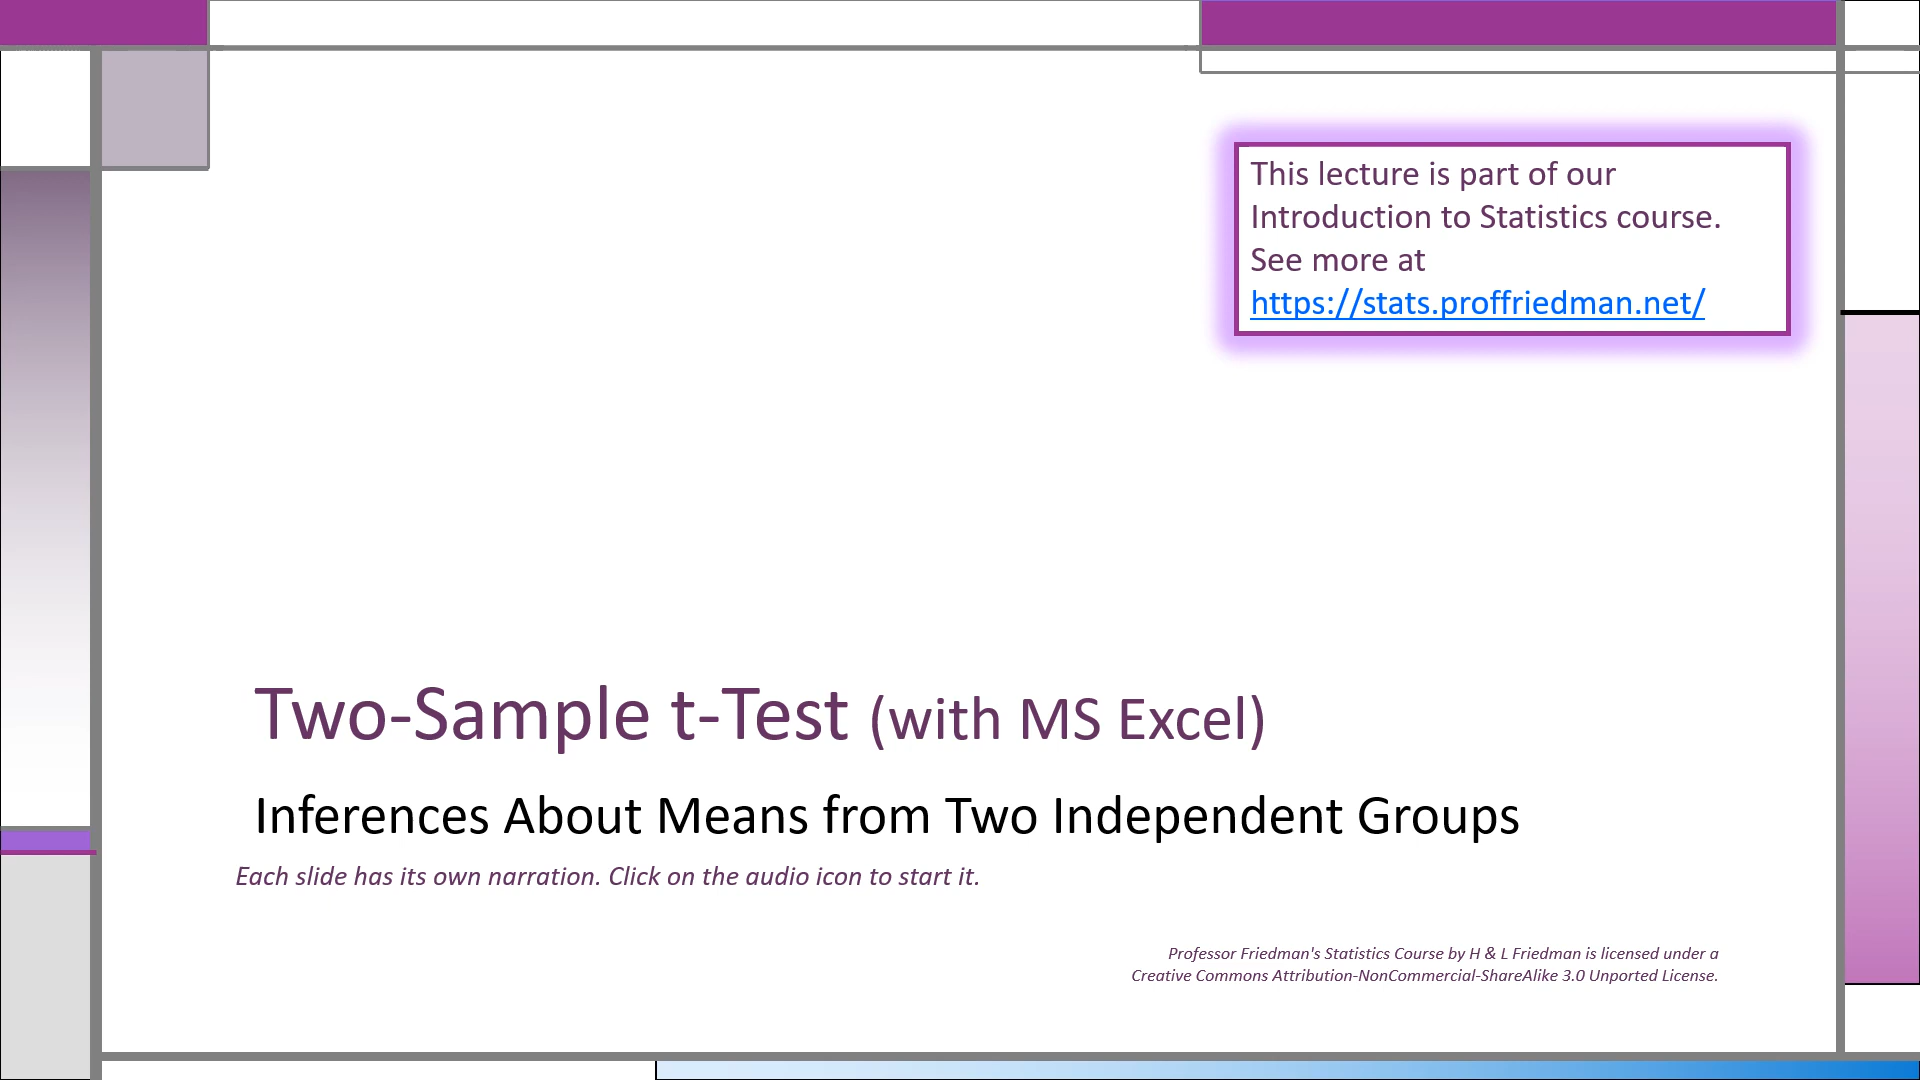 This lecture is part of our
Introduction to Statistics course.
See more at
https://stats.proffriedman.net/
Two-Sample t-Test (with MS Excel)
Inferences About Means from Two Independent Groups
Each slide has its own narration. Click on the audio icon to start it.
Professor Friedman's Statistics Course by H & L Friedman is licensed under a
Creative Commons Attribution-NonCommercial-ShareAlike 3.0 Unported License.